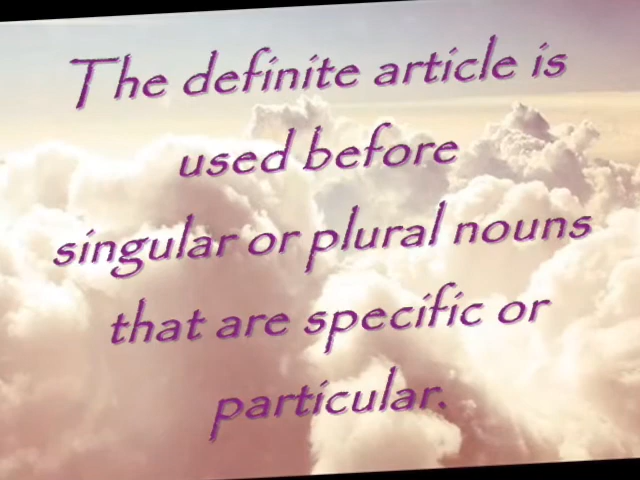 The definite article is
used before
singular or plural nouns
that are specific or
particular.